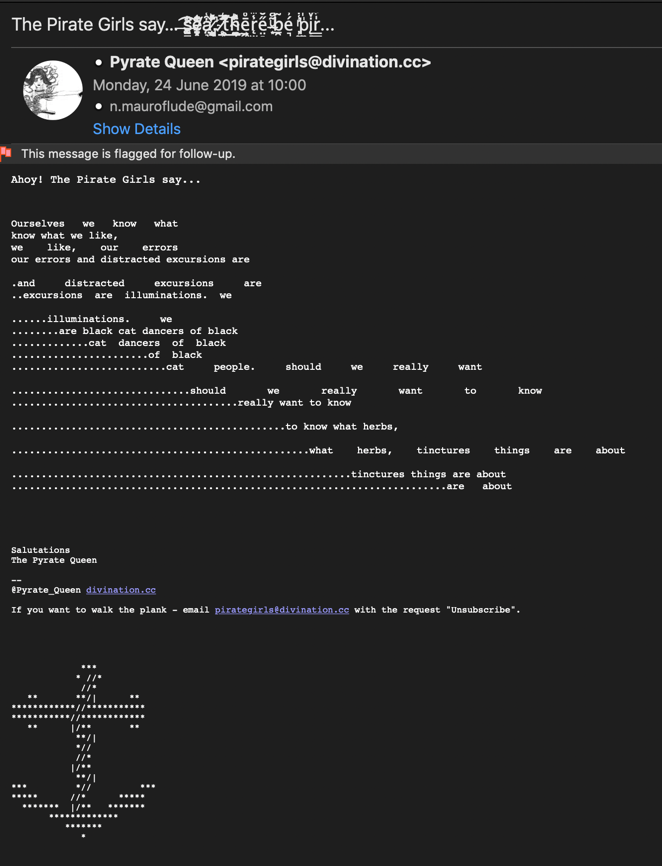 The Pirate Girls say... sea. there be pir...
• Pyrate Queen <pirategirls@divination.cc>
Monday, 24 June 2019 at 10:00
• n.mauroflude@gmail.com
Show Details
This message is flagged for follow-up.
Ahoy! The Pirate Girls say...
Ourselves we know what
know what we like,
we like, our errors
our errors and distracted excursions are
.and distracted excursions are
..excursions are illuminations. we
......illuminations. we
........are black cat dancers of black
.............cat dancers of black
.......................of black
..........................cat people. should we really want
..............................should we really want to know
......................................really want to know
..............................................to know what herbs,
..................................................what herbs, tinctures things are about
.........................................................tinctures things are about
.........................................................................are about
Salutations
The Pyrate Queen
--
@Pyrate_Queen divination.cc
If you want to walk the plank - email pirategirls@divination.cc with the request "Unsubscribe".